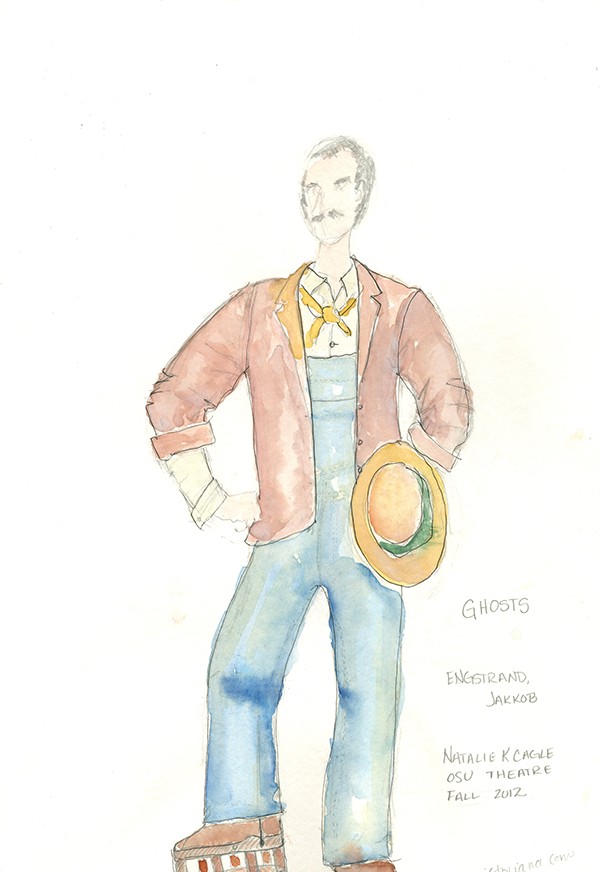 GHOSTS
ENGSTRAND,
JAKKOB
NATALIE K CAGLE
OSU THEATRE
FALL 2012